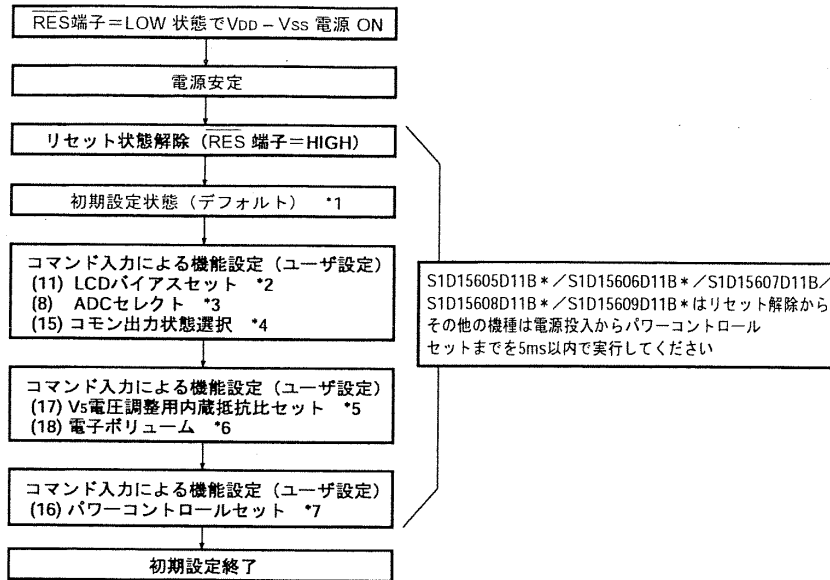 RES端子＝LOW 状態でVDD－VSS 電源 ON
電源安定
リセット状態解除（RES 端子＝HIGH）
初期設定状態（デフォルト） *1
コマンド入力による機能設定（ユーザ設定）
(11) LCDバイアスセット *2
(8) ADCセレクト *3
(15) コモン出力状態選択 *4
コマンド入力による機能設定（ユーザ設定）
(17) V5電圧調整用内蔵抵抗比セット *5
(18) 電子ボリューム *6
コマンド入力による機能設定（ユーザ設定）
(16) パワーコントロールセット *7
初期設定終了
S1D15605D11B＊／S1D15606D11B＊／S1D15607D11B／
S1D15608D11B＊／S1D15609D11B＊はリセット解除から
その他の機種は電源投入からパワーコントロール
セットまでを5ms以内で実行してください